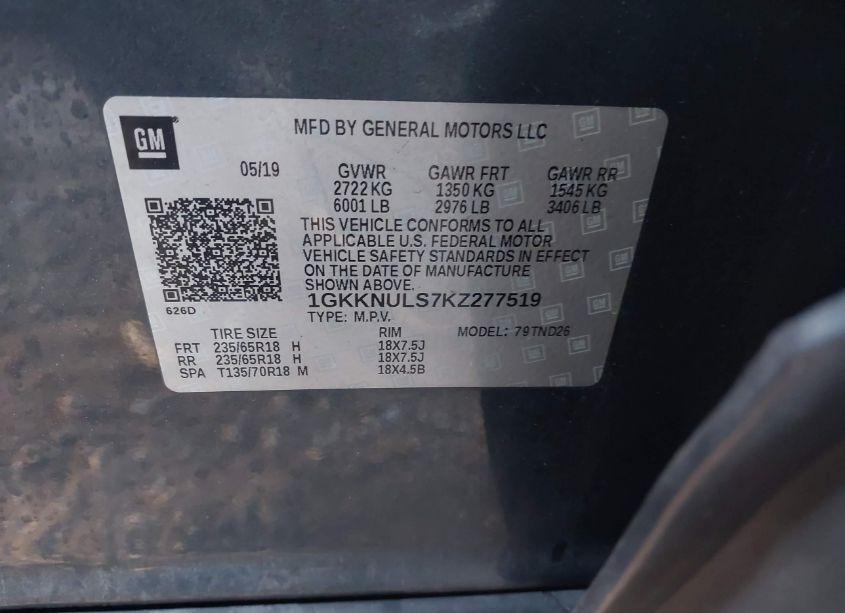 GM
MFD BY GENERAL MOTORS LLC
05/19 GVWR GAWR FRT GAWR RR
2722 KG 1350 KG 1545 KG
6001 LB 2976 LB 3406 LB
THIS VEHICLE CONFORMS TO ALL
APPLICABLE U.S. FEDERAL MOTOR
VEHICLE SAFETY STANDARDS IN EFFECT
ON THE DATE OF MANUFACTURE
SHOWN ABOVE.
1GKKNULS7KZ277519
626D
TYPE: M.P.V.
TIRE SIZE RIM MODEL: 79TND26
FRT 235/65R18 H 18X7.5J
RR 235/65R18 H 18X7.5J
SPA T135/70R18 M 18X4.5B